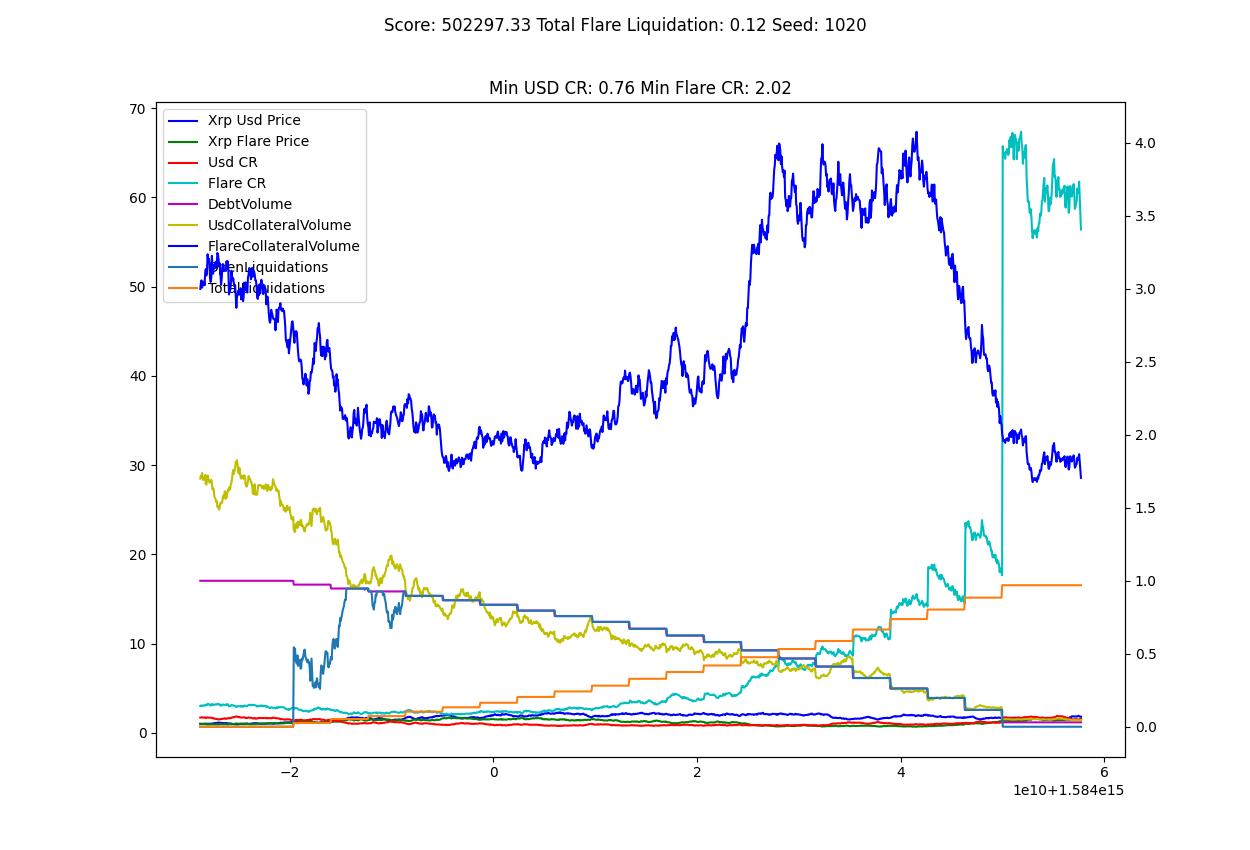 Score: 502297.33 Total Flare Liquidation: 0.12 Seed: 1020
Min USD CR: 0.76 Min Flare CR: 2.02
Xrp Usd Price
Xrp Flare Price
Usd CR
Flare CR
DebtVolume
UsdCollateralVolume
FlareCollateralVolume
OpenLiquidations
TotalLiquidations
70
60
50
40
30
20
10
0
4.0
3.5
3.0
2.5
2.0
1.5
1.0
0.5
0.0
−2
0
2
4
6
1e10+1.584e15